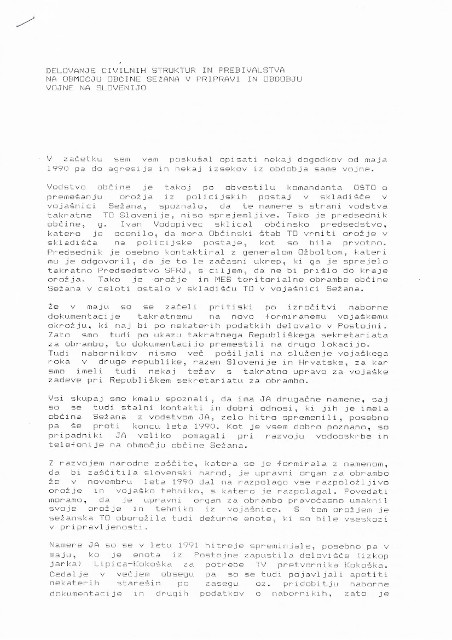 DELOVANJE CIVILNIH STRUKTUR IN PREBIVALSTVA
NA OBMOČJU OBČINE SEŽANA V PRIPRAVI IN OBDOBJU
VOJNE NA SLOVENIJO
V začetku sem vam poskušal opisati nekaj dogodkov od maja
1990 pa do agresije in nekaj izsekov iz obdobja same vojne.
Vodstvo občine je takoj po obvestilu komandanta OŠTO o
premeščanju orožja iz policijskih postaj v skladišče v
vojašnici Sežana, spoznalo, da te namere s strani vodstva
takratne TO Slovenije, niso sprejemljive. Tako je predsednik
občine, g. Ivan Vodopivec sklical občinsko predsedstvo,
katero je ocenilo, da mora Občinski štab TO vrniti orožje v
skladišča na policijske postaje, kot so bila prvotno.
Predsednik je osebno kontaktiral z generalom Ožboltom, kateri
mu je odgovoril, da je to le začasni ukrep, ki ga je sprejelo
takratno Predsedstvo SFRJ, s ciljem, da ne bi prišlo do kraje
orožja. Tako je orožje in MES teritorialne obrambe občine
Sežana v celoti ostalo v skladišču TO v vojašnici Sežana.
Že v maju so se začeli pritiski po izročitvi naborne
dokumentacije takratnemu na novo formiranemu vojaškemu
okrožju, ki naj bi po nekaterih podatkih delovalo v Postojni.
Zato smo tudi po ukazu takratnega Republiškega sekretariata
za obrambo, to dokumentacijo premestili na drugo lokacijo.
Tudi nabornikov nismo več pošiljali na služenje vojaškega
roka v druge republike, razen Slovenije in Hrvatske, za kar
smo imeli tudi nekaj težav s takratno upravo za vojaške
zadeve pri Republiškem sekretariatu za obrambo.
Vsi skupaj smo kmalu spoznali, da ima JA drugačne namene, saj
so se tudi stalni kontakti in dobri odnosi, ki jih je imela
občina Sežana z vodstvom JA, zelo hitro spremenili, posebno
pa še proti koncu leta 1990. Kot je vsem dobro poznano, so
pripadniki JA veliko pomagali pri razvoju vodooskrbe in
telefonije na območju občine Sežana.
Z razvojem narodne zaščite, katera se je formirala z namenom,
da bi zaščitila slovenski narod, je upravni organ za obrambo
že v novembru leta 1990 dal na razpolago vse razpoložljivo
orožje in vojaško tehniko, s katero je razpolagal. Povedati
moramo, da je upravni organ za obrambo pravočasno umaknil
svoje orožje in tehniko iz vojašnice. S tem orožjem je
sežanska TO oborožila tudi dežurne enote, ki so bile vseskozi
v pripravljenosti.
Namere JA so se v letu 1991 hitreje spreminjale, posebno pa v
maju, ko je enota iz Postojne zapustila delovišče (izkop
jarka) Lipica-Kokoška za potrebe TV pretvornika Kokoška.
Čedalje v večjem obsegu pa so se tudi pojavljali apetiti
nekaterih starešin po zasegu oz. pridobitju naborne
dokumentacije in drugih podatkov o nabornikih, zato je